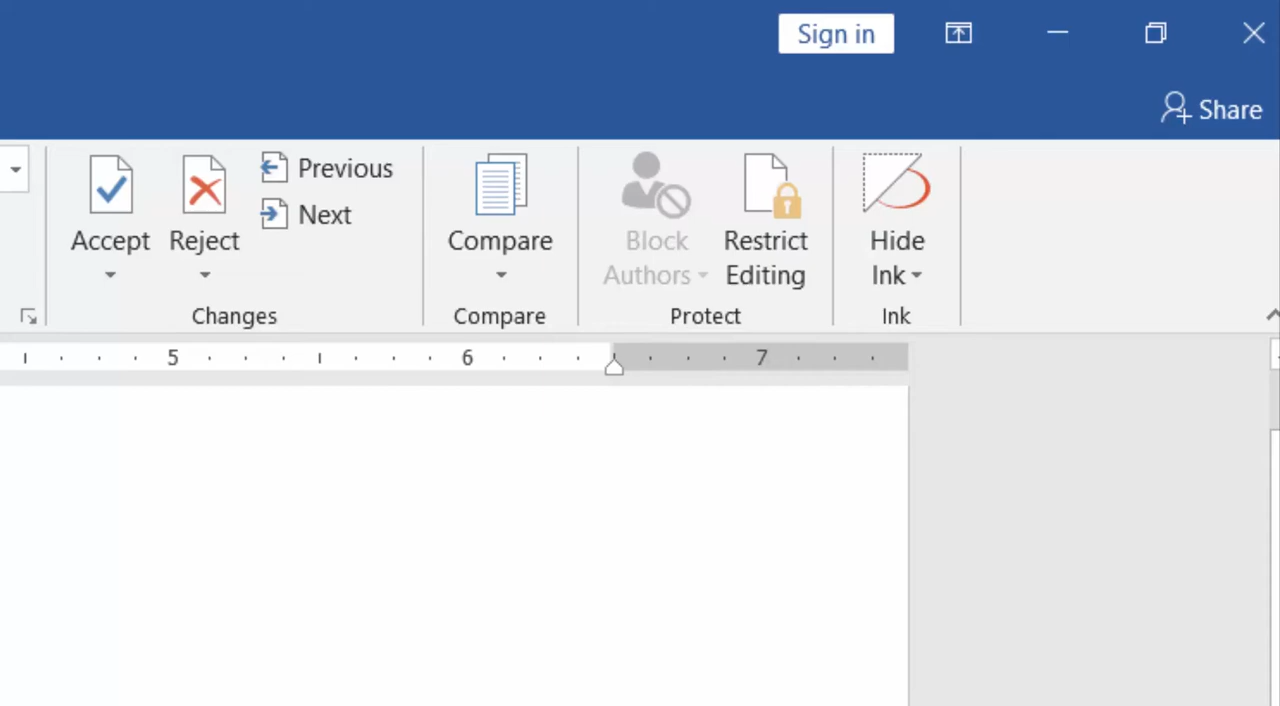 Sign in
Share
Accept
Reject
Previous
Next
Changes
Compare
Compare
Block
Authors
Restrict
Editing
Protect
Hide
Ink
Ink
5 6 7